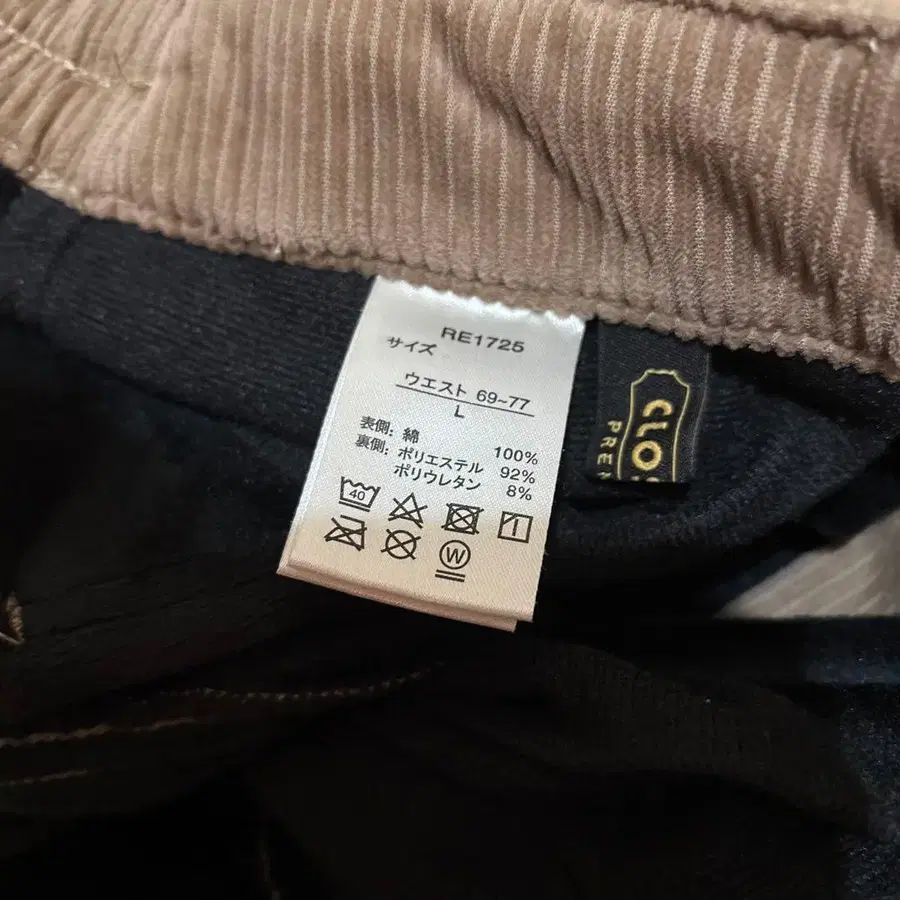 RE1725
サイズ
ウエスト 69~77
L
表側: 綿 100%
裏側: ポリエステル 92%
ポリウレタン 8%
40
W
CLO
PRE